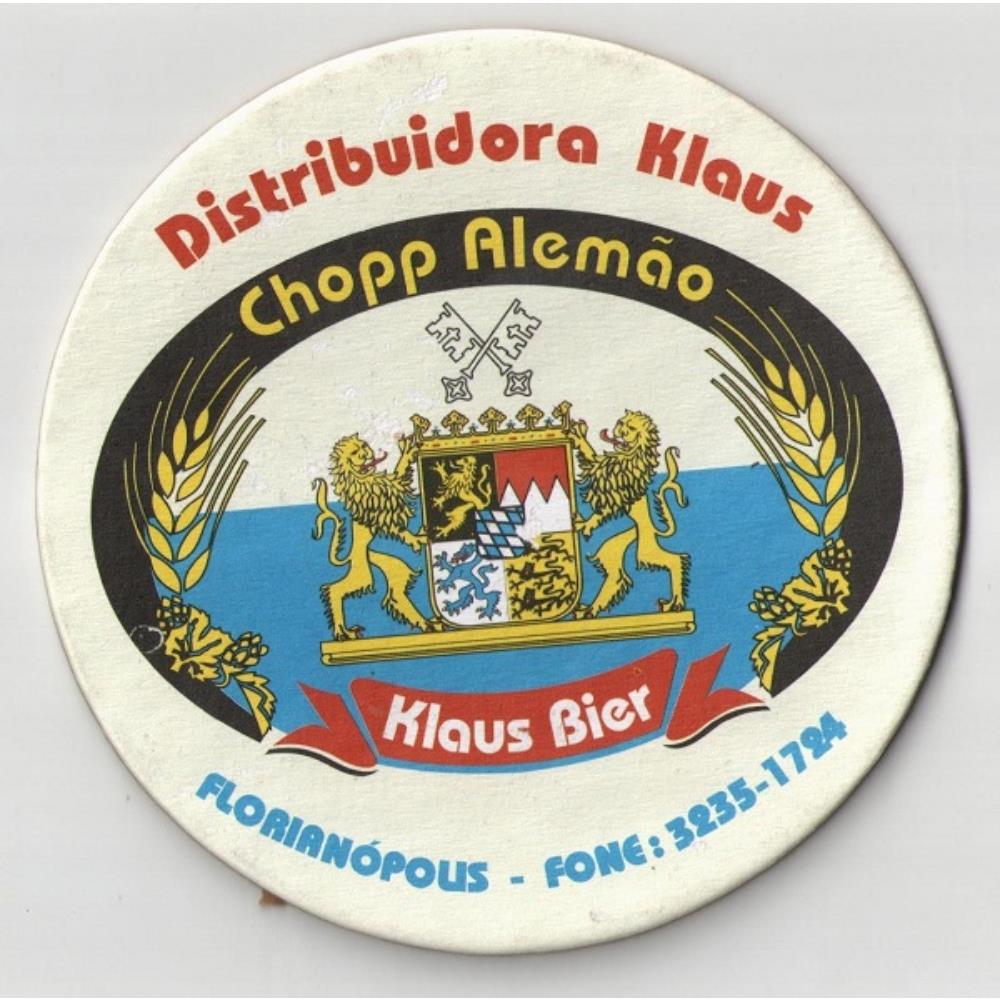 Distribuidora Klaus
Chopp Alemão
Klaus Bier
FLORIANÓPOLIS - FONE: 3235-1724